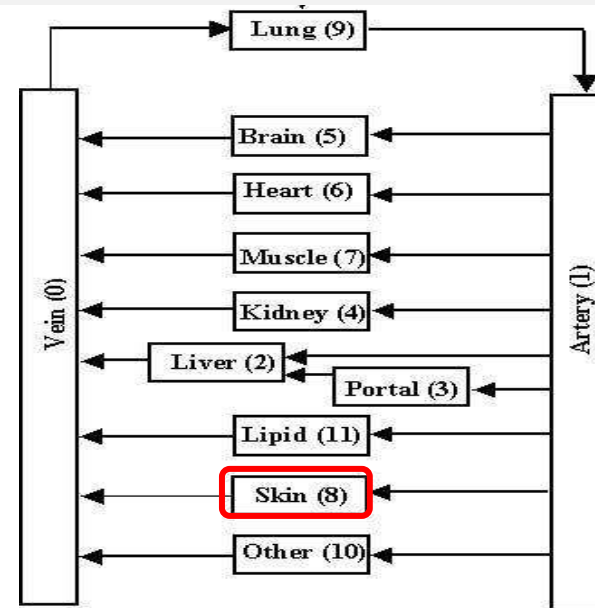 Lung (9)
Brain (5)
Heart (6)
Muscle (7)
Kidney (4)
Vein (0)
Artery (1)
Liver (2)
Portal (3)
Lipid (11)
Skin (8)
Other (10)